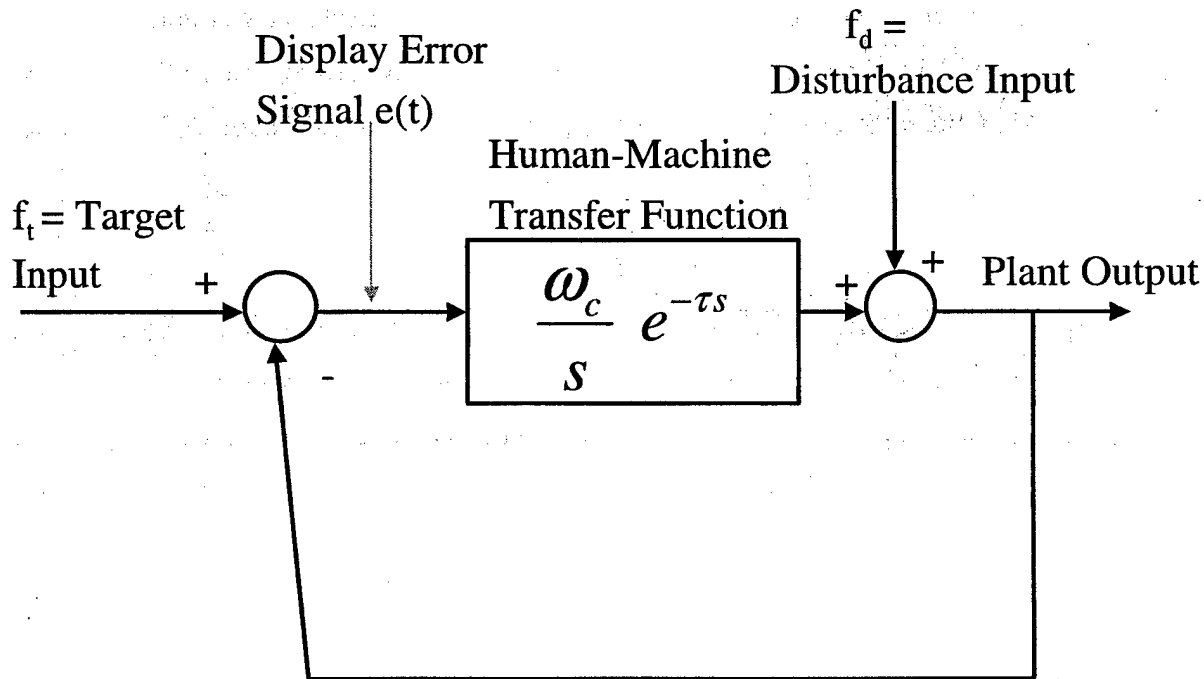 f_d =
Disturbance Input
Display Error
Signal e(t)
Human-Machine
Transfer Function
f_t = Target
Input
+
-
ω_c
s
e^{-τs}
+
+
Plant Output